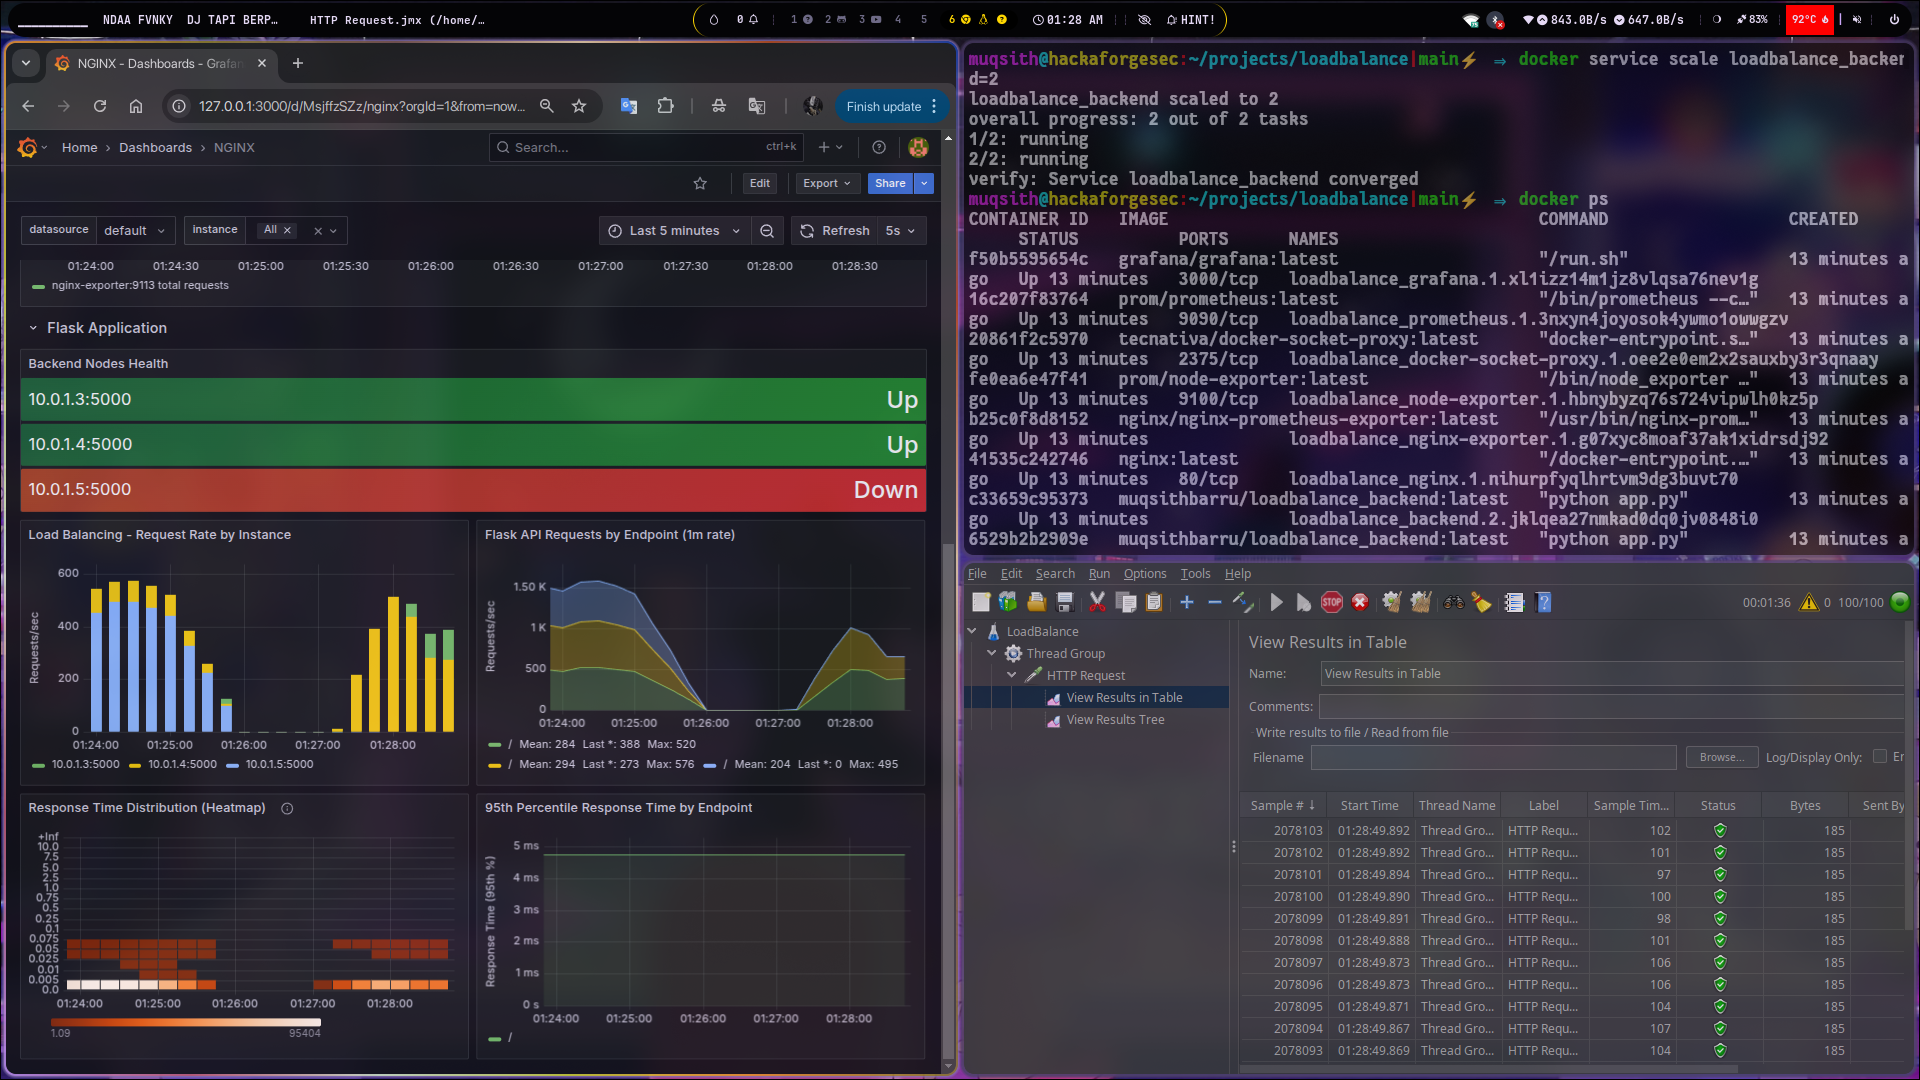 NDAA FVNKY DJ TAPI BERP… HTTP Request.jmx (/home/…
0 1 2 3 4 5 6 01:28 AM HINT! 843.0B/s 647.0B/s 83% 92°C
NGINX - Dashboards - Grafan
127.0.0.1:3000/d/MsjffzSZz/nginx?orgId=1&from=now...
Finish update
Home › Dashboards › NGINX
Search... ctrl+k
Edit Export Share
datasource default instance All
Last 5 minutes Refresh 5s
01:24:00 01:24:30 01:25:00 01:25:30 01:26:00 01:26:30 01:27:00 01:27:30 01:28:00 01:28:30
nginx-exporter:9113 total requests
Flask Application
Backend Nodes Health
10.0.1.3:5000 Up
10.0.1.4:5000 Up
10.0.1.5:5000 Down
Load Balancing - Request Rate by Instance
Requests/sec
600
400
200
0
01:24:00 01:25:00 01:26:00 01:27:00 01:28:00
10.0.1.3:5000 10.0.1.4:5000 10.0.1.5:5000
Flask API Requests by Endpoint (1m rate)
Requests/sec
1.50 K
1 K
500
0
01:24:00 01:25:00 01:26:00 01:27:00 01:28:00
/ Mean: 284 Last *: 388 Max: 520
/ Mean: 294 Last *: 273 Max: 576 / Mean: 204 Last *: 0 Max: 495
Response Time Distribution (Heatmap)
+Inf
10.0
7.5
5.0
2.5
1.0
0.75
0.5
0.25
0.1
0.075
0.05
0.025
0.01
0.005
0.0
01:24:00 01:25:00 01:26:00 01:27:00 01:28:00
1.09 95404
95th Percentile Response Time by Endpoint
Response Time (95th %)
5 ms
4 ms
3 ms
2 ms
1 ms
0 s
01:24:00 01:25:00 01:26:00 01:27:00 01:28:00
/
muqsith@hackaforgesec:~/projects/loadbalance|main⚡ ⇒ docker service scale loadbalance_backen
d=2
loadbalance_backend scaled to 2
overall progress: 2 out of 2 tasks
1/2: running
2/2: running
verify: Service loadbalance_backend converged
muqsith@hackaforgesec:~/projects/loadbalance|main⚡ ⇒ docker ps
CONTAINER ID IMAGE COMMAND CREATED
STATUS PORTS NAMES
f50b5595654c grafana/grafana:latest "/run.sh" 13 minutes a
go Up 13 minutes 3000/tcp loadbalance_grafana.1.xl1izz14m1jz8vlqsa76nev1g
16c207f83764 prom/prometheus:latest "/bin/prometheus --c…" 13 minutes a
go Up 13 minutes 9090/tcp loadbalance_prometheus.1.3nxyn4joyosok4ywmo1owwgzv
20861f2c5970 tecnativa/docker-socket-proxy:latest "docker-entrypoint.s…" 13 minutes a
go Up 13 minutes 2375/tcp loadbalance_docker-socket-proxy.1.oee2e0em2x2sauxby3r3qnaay
fe0ea6e47f41 prom/node-exporter:latest "/bin/node_exporter …" 13 minutes a
go Up 13 minutes 9100/tcp loadbalance_node-exporter.1.hbnybyzq76s724vipwlh0kz5p
b25c0f8d8152 nginx/nginx-prometheus-exporter:latest "/usr/bin/nginx-prom…" 13 minutes a
go Up 13 minutes loadbalance_nginx-exporter.1.g07xyc8moaf37ak1xidrsdj92
41535c242746 nginx:latest "/docker-entrypoint.…" 13 minutes a
go Up 13 minutes 80/tcp loadbalance_nginx.1.nihurpfyqlhrtvm9dg3buvt70
c33659c95373 muqsithbarru/loadbalance_backend:latest "python app.py" 13 minutes a
go Up 13 minutes loadbalance_backend.2.jklqea27nmkad0dq0jv0848i0
6529b2b2909e muqsithbarru/loadbalance_backend:latest "python app.py" 13 minutes a
File Edit Search Run Options Tools Help
STOP 00:01:36 0 100/100
LoadBalance
Thread Group
HTTP Request
View Results in Table
View Results Tree
View Results in Table
Name: View Results in Table
Comments:
Write results to file / Read from file
Filename Browse... Log/Display Only: Er
Sample # Start Time Thread Name Label Sample Tim... Status Bytes Sent By
2078103 01:28:49.892 Thread Gro... HTTP Requ... 102 185
2078102 01:28:49.892 Thread Gro... HTTP Requ... 101 185
2078101 01:28:49.894 Thread Gro... HTTP Requ... 97 185
2078100 01:28:49.890 Thread Gro... HTTP Requ... 100 185
2078099 01:28:49.891 Thread Gro... HTTP Requ... 98 185
2078098 01:28:49.888 Thread Gro... HTTP Requ... 101 185
2078097 01:28:49.873 Thread Gro... HTTP Requ... 106 185
2078096 01:28:49.873 Thread Gro... HTTP Requ... 106 185
2078095 01:28:49.871 Thread Gro... HTTP Requ... 104 185
2078094 01:28:49.867 Thread Gro... HTTP Requ... 107 185
2078093 01:28:49.869 Thread Gro... HTTP Requ... 104 185